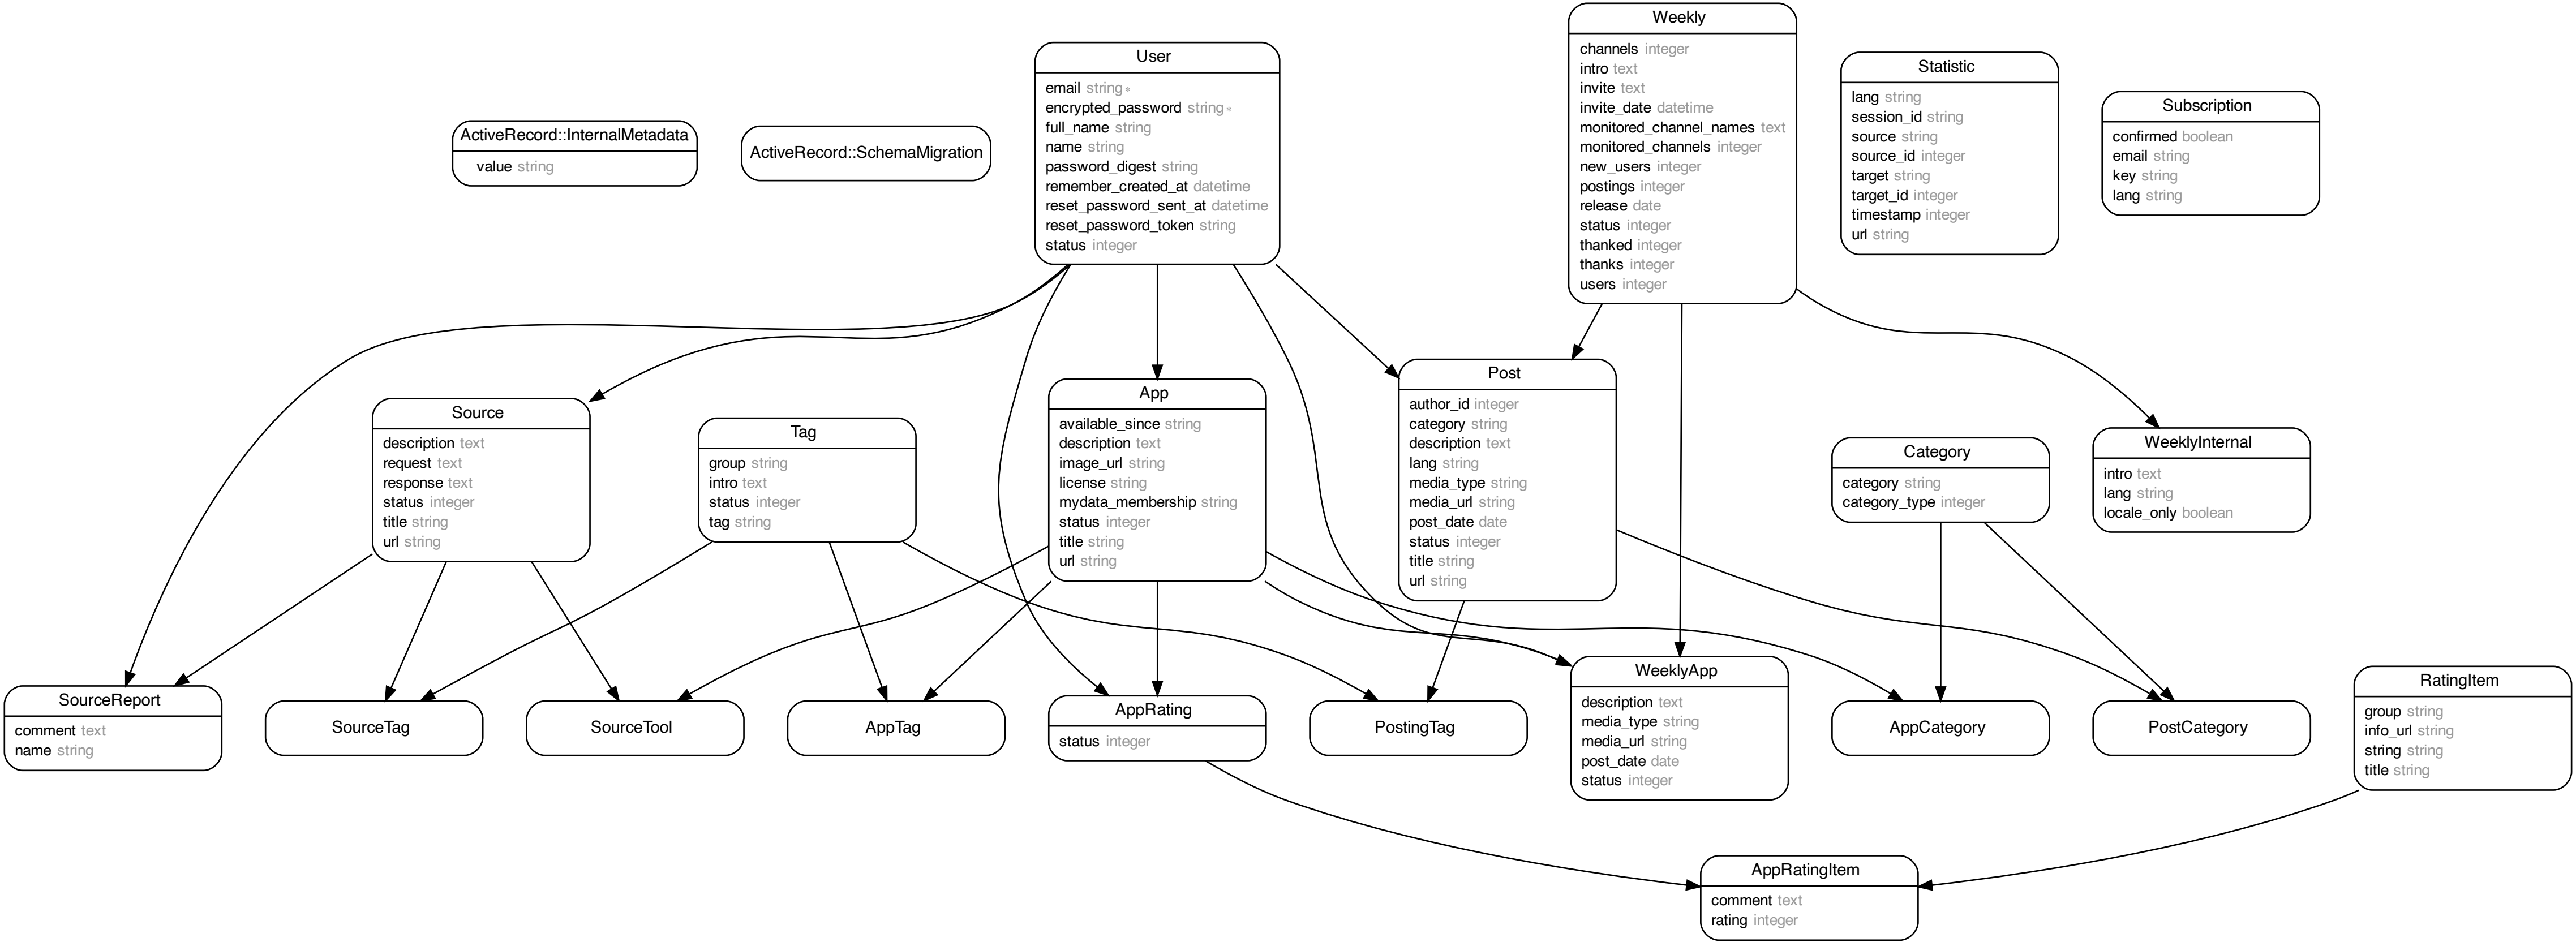 Weekly
channels integer
intro text
invite text
invite_date datetime
monitored_channel_names text
monitored_channels integer
new_users integer
postings integer
release date
status integer
thanked integer
thanks integer
users integer
User
email string*
encrypted_password string*
full_name string
name string
password_digest string
remember_created_at datetime
reset_password_sent_at datetime
reset_password_token string
status integer
Statistic
lang string
session_id string
source string
source_id integer
target string
target_id integer
timestamp integer
url string
Subscription
confirmed boolean
email string
key string
lang string
ActiveRecord::InternalMetadata
value string
ActiveRecord::SchemaMigration
Source
description text
request text
response text
status integer
title string
url string
Tag
group string
intro text
status integer
tag string
App
available_since string
description text
image_url string
license string
mydata_membership string
status integer
title string
url string
Post
author_id integer
category string
description text
lang string
media_type string
media_url string
post_date date
status integer
title string
url string
Category
category string
category_type integer
WeeklyInternal
intro text
lang string
locale_only boolean
SourceReport
comment text
name string
SourceTag
SourceTool
AppTag
AppRating
status integer
PostingTag
WeeklyApp
description text
media_type string
media_url string
post_date date
status integer
AppCategory
PostCategory
RatingItem
group string
info_url string
string string
title string
AppRatingItem
comment text
rating integer